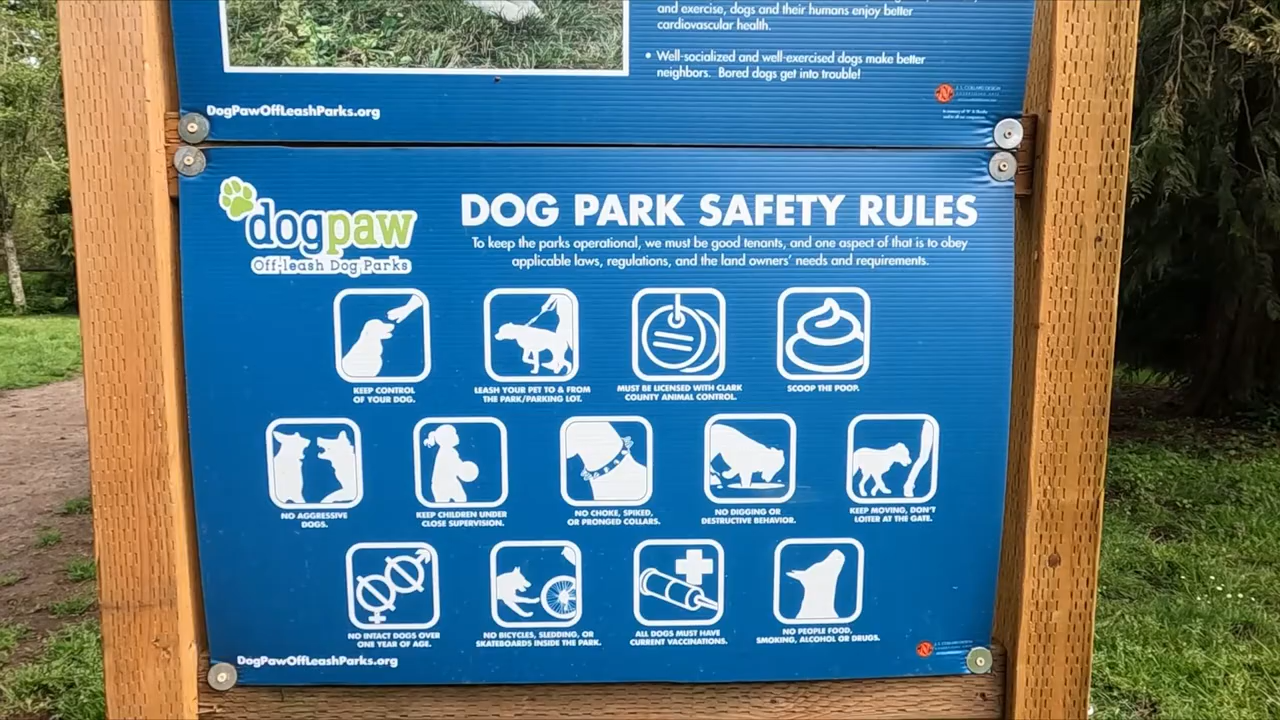 and exercise, dogs and their humans enjoy better
cardiovascular health.
• Well-socialized and well-exercised dogs make better
neighbors. Bored dogs get into trouble!
DogPawOffLeashParks.org
dogpaw
Off-leash Dog Parks
DOG PARK SAFETY RULES
To keep the parks operational, we must be good tenants, and one aspect of that is to obey
applicable laws, regulations, and the land owners' needs and requirements.
KEEP CONTROL
OF YOUR DOG.
LEASH YOUR PET TO & FROM
THE PARK/PARKING LOT.
MUST BE LICENSED WITH CLARK
COUNTY ANIMAL CONTROL.
SCOOP THE POOP.
NO AGGRESSIVE
DOGS.
KEEP CHILDREN UNDER
CLOSE SUPERVISION.
NO CHOKE, SPIKED,
OR PRONGED COLLARS.
NO DIGGING OR
DESTRUCTIVE BEHAVIOR.
KEEP MOVING, DON'T
LOITER AT THE GATE.
NO INTACT DOGS OVER
ONE YEAR OF AGE.
NO BICYCLES, SLEDDING, OR
SKATEBOARDS INSIDE THE PARK.
ALL DOGS MUST HAVE
CURRENT VACCINATIONS.
NO PEOPLE FOOD,
SMOKING, ALCOHOL OR DRUGS.
DogPawOffLeashParks.org